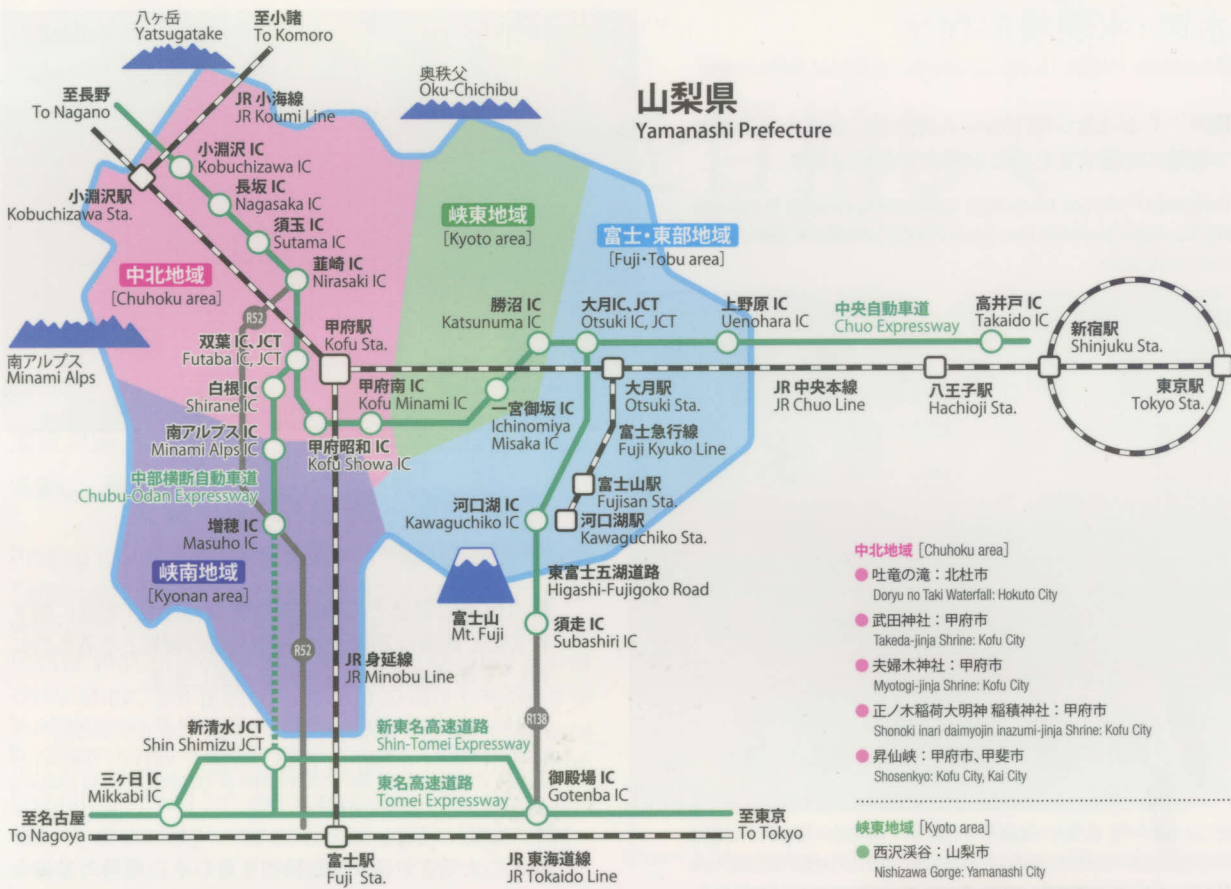 八ヶ岳
Yatsugatake
至小諸
To Komoro
奥秩父
Oku-Chichibu
山梨県
Yamanashi Prefecture
至長野
To Nagano
JR 小海線
JR Koumi Line
小淵沢 IC
Kobuchizawa IC
小淵沢駅
Kobuchizawa Sta.
長坂 IC
Nagasaka IC
須玉 IC
Sutama IC
韮崎 IC
Nirasaki IC
中北地域
[Chuhoku area]
峡東地域
[Kyoto area]
富士・東部地域
[Fuji・Tobu area]
R52
南アルプス
Minami Alps
双葉 IC, JCT
Futaba IC, JCT
甲府駅
Kofu Sta.
勝沼 IC
Katsunuma IC
大月IC, JCT
Otsuki IC, JCT
上野原 IC
Uenohara IC
中央自動車道
Chuo Expressway
高井戸 IC
Takaido IC
新宿駅
Shinjuku Sta.
東京駅
Tokyo Sta.
白根 IC
Shirane IC
甲府南 IC
Kofu Minami IC
一宮御坂 IC
Ichinomiya
Misaka IC
大月駅
Otsuki Sta.
JR 中央本線
JR Chuo Line
八王子駅
Hachioji Sta.
南アルプス IC
Minami Alps IC
甲府昭和 IC
Kofu Showa IC
富士急行線
Fuji Kyuko Line
中部横断自動車道
Chubu-Odan Expressway
富士山駅
Fujisan Sta.
河口湖 IC
Kawaguchiko IC
河口湖駅
Kawaguchiko Sta.
増穂 IC
Masuho IC
峡南地域
[Kyonan area]
富士山
Mt. Fuji
東富士五湖道路
Higashi-Fujigoko Road
須走 IC
Subashiri IC
R52
JR 身延線
JR Minobu Line
R138
新清水 JCT
Shin Shimizu JCT
新東名高速道路
Shin-Tomei Expressway
三ヶ日 IC
Mikkabi IC
東名高速道路
Tomei Expressway
御殿場 IC
Gotenba IC
至名古屋
To Nagoya
至東京
To Tokyo
富士駅
Fuji Sta.
JR 東海道線
JR Tokaido Line
中北地域 [Chuhoku area]
吐竜の滝：北杜市
Doryu no Taki Waterfall: Hokuto City
武田神社：甲府市
Takeda-jinja Shrine: Kofu City
夫婦木神社：甲府市
Myotogi-jinja Shrine: Kofu City
正ノ木稲荷大明神 稲積神社：甲府市
Shonoki inari daimyojin inazumi-jinja Shrine: Kofu City
昇仙峡：甲府市、甲斐市
Shosenkyo: Kofu City, Kai City
峡東地域 [Kyoto area]
西沢渓谷：山梨市
Nishizawa Gorge: Yamanashi City